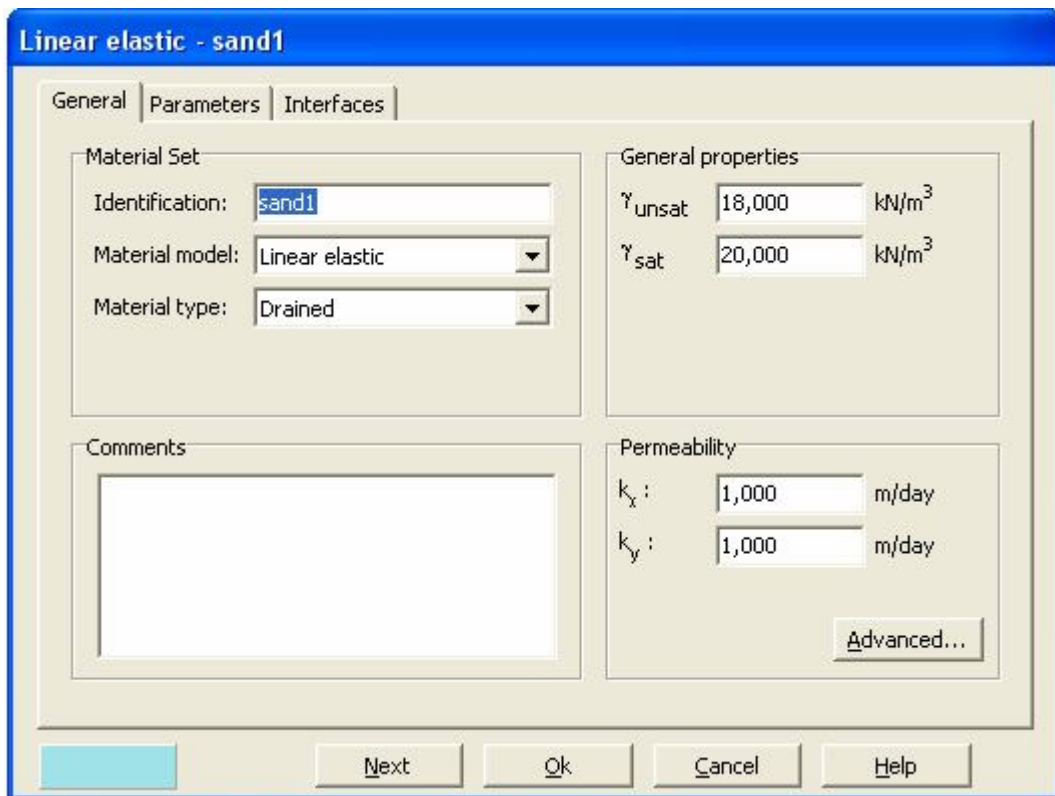 Linear elastic - sand1
General Parameters Interfaces
Material Set
Identification: sand1
Material model: Linear elastic
Material type: Drained
General properties
γunsat 18,000 kN/m³
γsat 20,000 kN/m³
Comments
Permeability
kx : 1,000 m/day
ky : 1,000 m/day
Advanced...
Next Ok Cancel Help